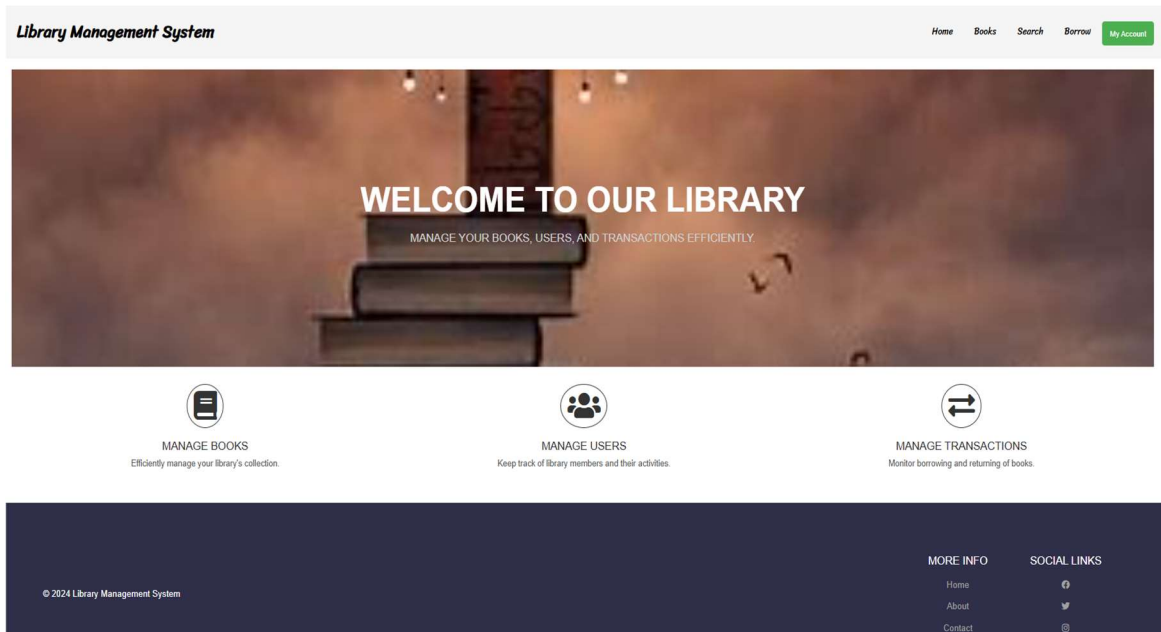 Library Management System
Home Books Search Borrow My Account
WELCOME TO OUR LIBRARY
MANAGE YOUR BOOKS, USERS, AND TRANSACTIONS EFFICIENTLY.
MANAGE BOOKS
Efficiently manage your library's collection.
MANAGE USERS
Keep track of library members and their activities.
MANAGE TRANSACTIONS
Monitor borrowing and returning of books.
© 2024 Library Management System
MORE INFO
Home
About
Contact
SOCIAL LINKS